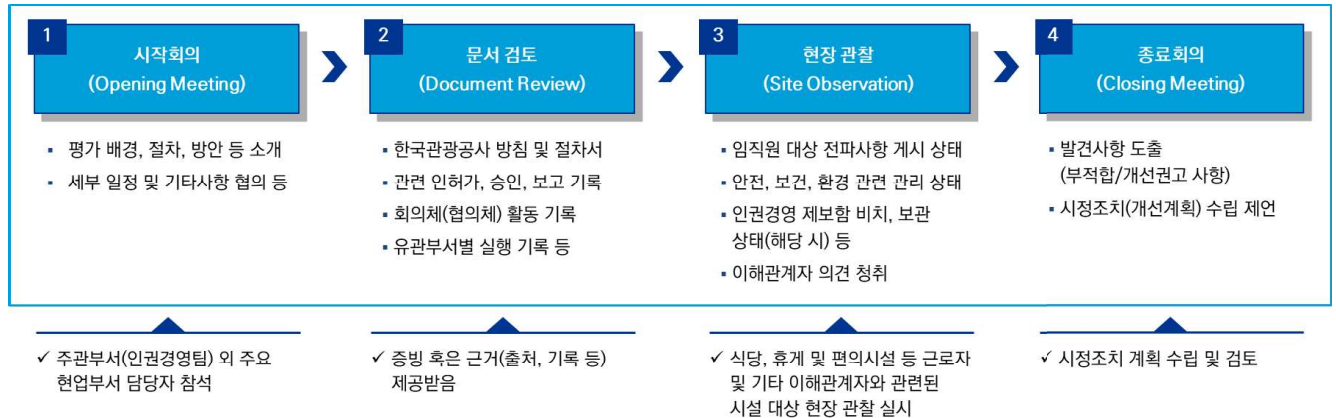 1
시작회의
(Opening Meeting)
▪ 평가 배경, 절차, 방안 등 소개
▪ 세부 일정 및 기타사항 협의 등
✓ 주관부서(인권경영팀) 외 주요
현업부서 담당자 참석
2
문서 검토
(Document Review)
▪ 한국관광공사 방침 및 절차서
▪ 관련 인허가, 승인, 보고 기록
▪ 회의체(협의체) 활동 기록
▪ 유관부서별 실행 기록 등
✓ 증빙 혹은 근거(출처, 기록 등)
제공받음
3
현장 관찰
(Site Observation)
▪ 임직원 대상 전파사항 게시 상태
▪ 안전, 보건, 환경 관련 관리 상태
▪ 인권경영 제보함 비치, 보관
상태(해당 시) 등
▪ 이해관계자 의견 청취
✓ 식당, 휴게 및 편의시설 등 근로자
및 기타 이해관계자와 관련된
시설 대상 현장 관찰 실시
4
종료회의
(Closing Meeting)
▪ 발견사항 도출
(부적합/개선권고 사항)
▪ 시정조치(개선계획) 수립 제언
✓ 시정조치 계획 수립 및 검토